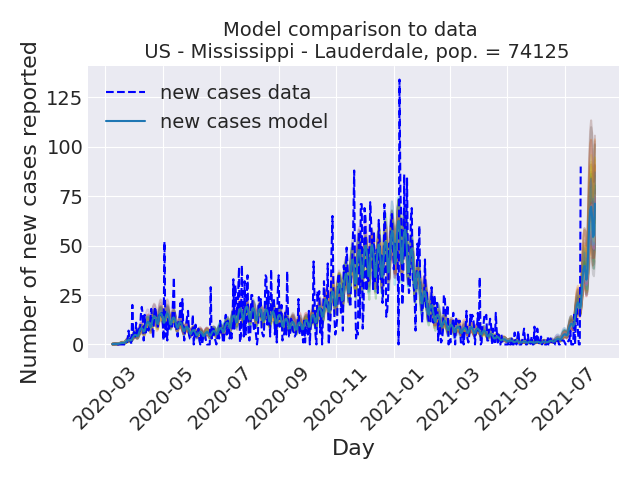 Model comparison to data
US - Mississippi - Lauderdale, pop. = 74125
Number of new cases reported
125
100
75
50
25
0
new cases data
new cases model
2020-03
2020-05
2020-07
2020-09
2020-11
2021-01
2021-03
2021-05
2021-07
Day